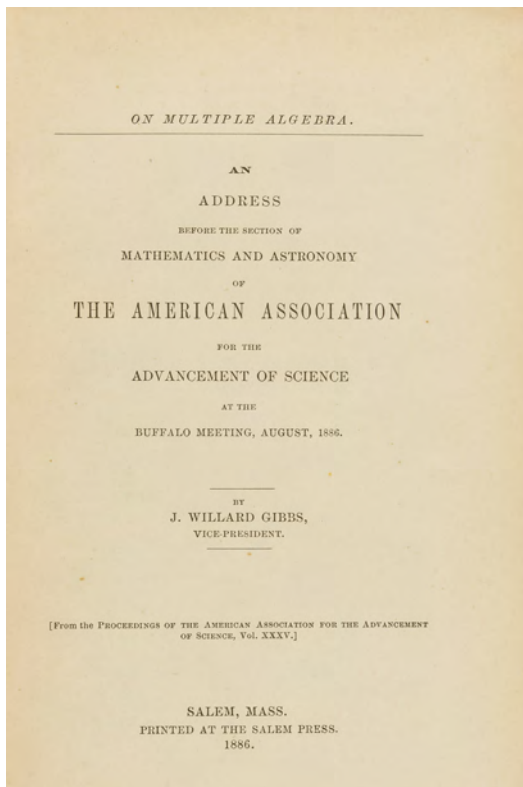 ON MULTIPLE ALGEBRA.
AN
ADDRESS
BEFORE THE SECTION OF
MATHEMATICS AND ASTRONOMY
OF
THE AMERICAN ASSOCIATION
FOR THE
ADVANCEMENT OF SCIENCE
AT THE
BUFFALO MEETING, AUGUST, 1886.
BY
J. WILLARD GIBBS,
VICE-PRESIDENT.
[From the PROCEEDINGS OF THE AMERICAN ASSOCIATION FOR THE ADVANCEMENT
OF SCIENCE, Vol. XXXV.]
SALEM, MASS.
PRINTED AT THE SALEM PRESS.
1886.